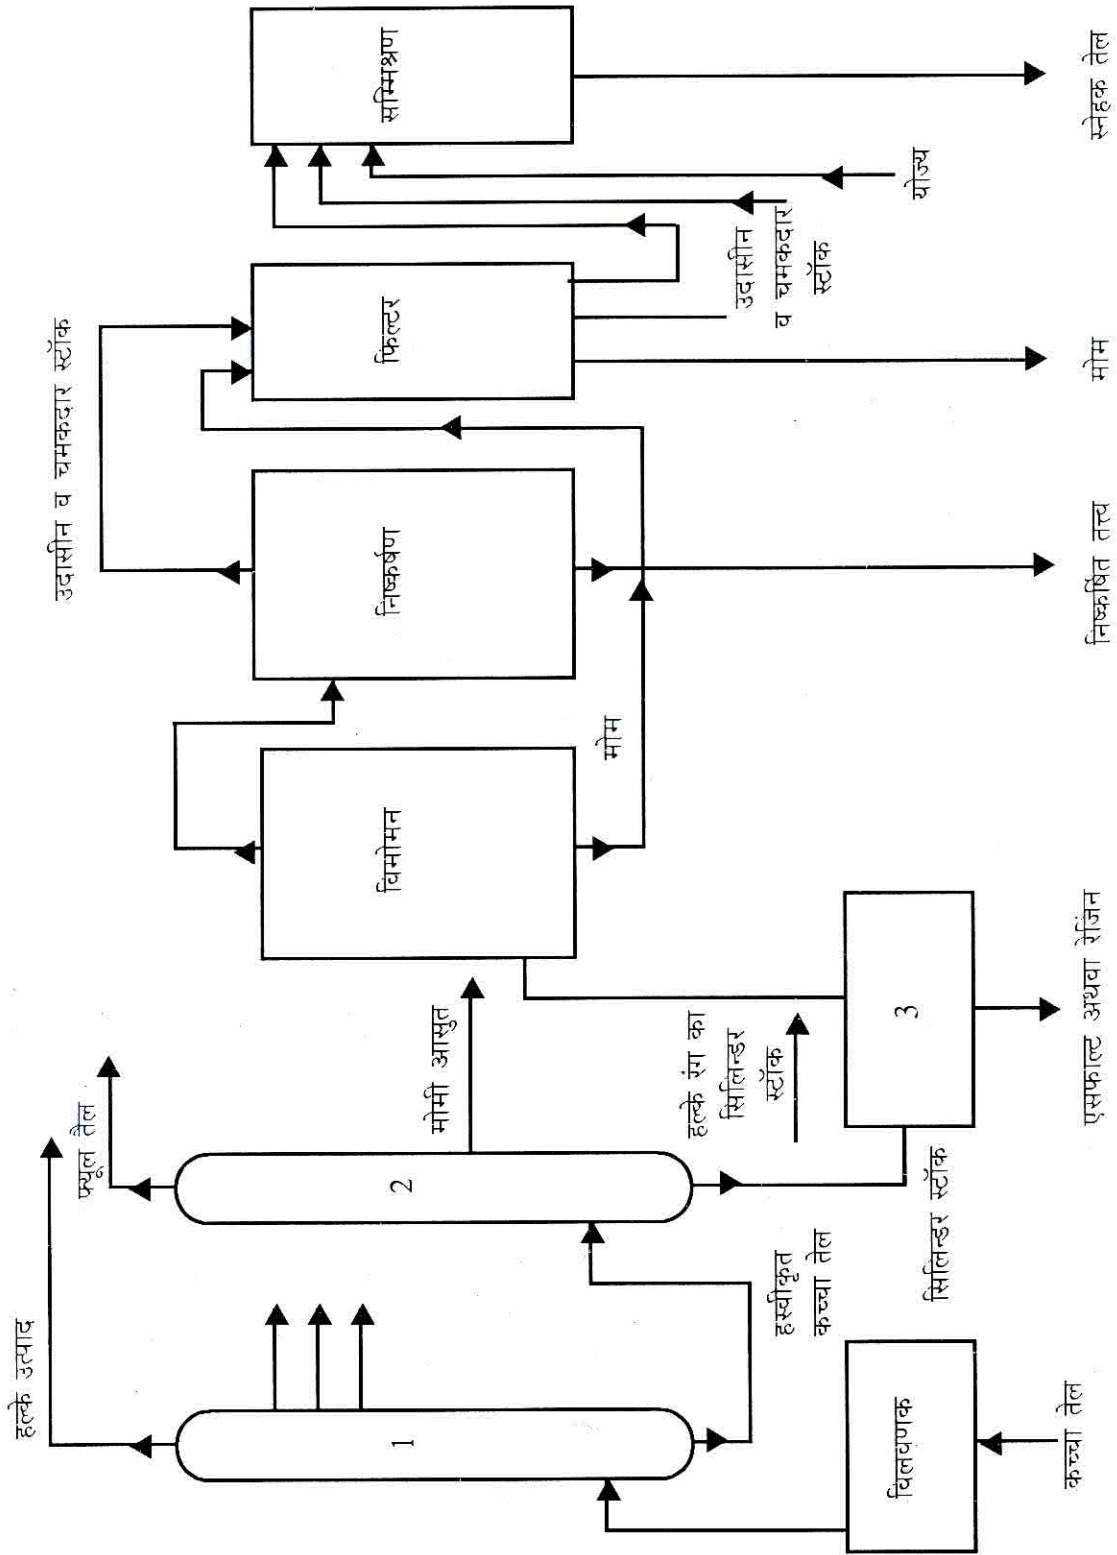 हल्के उत्पाद
फ्यूल तैल
1
2
मोमी आसुत
विलवणक
कच्चा तेल
हस्वीकृत
कच्चा तेल
सिलिन्डर स्टॉक
हल्के रंग का
सिलिन्डर
स्टॉक
3
एसफाल्ट अथवा रेजिन
विमोमन
मोम
निष्कर्षण
निष्कर्षित तत्त्व
उदासीन व चमकदार स्टॉक
फिल्टर
मोम
उदासीन
व चमकदार
स्टॉक
योज्य
सम्मिश्रण
स्नेहक तेल